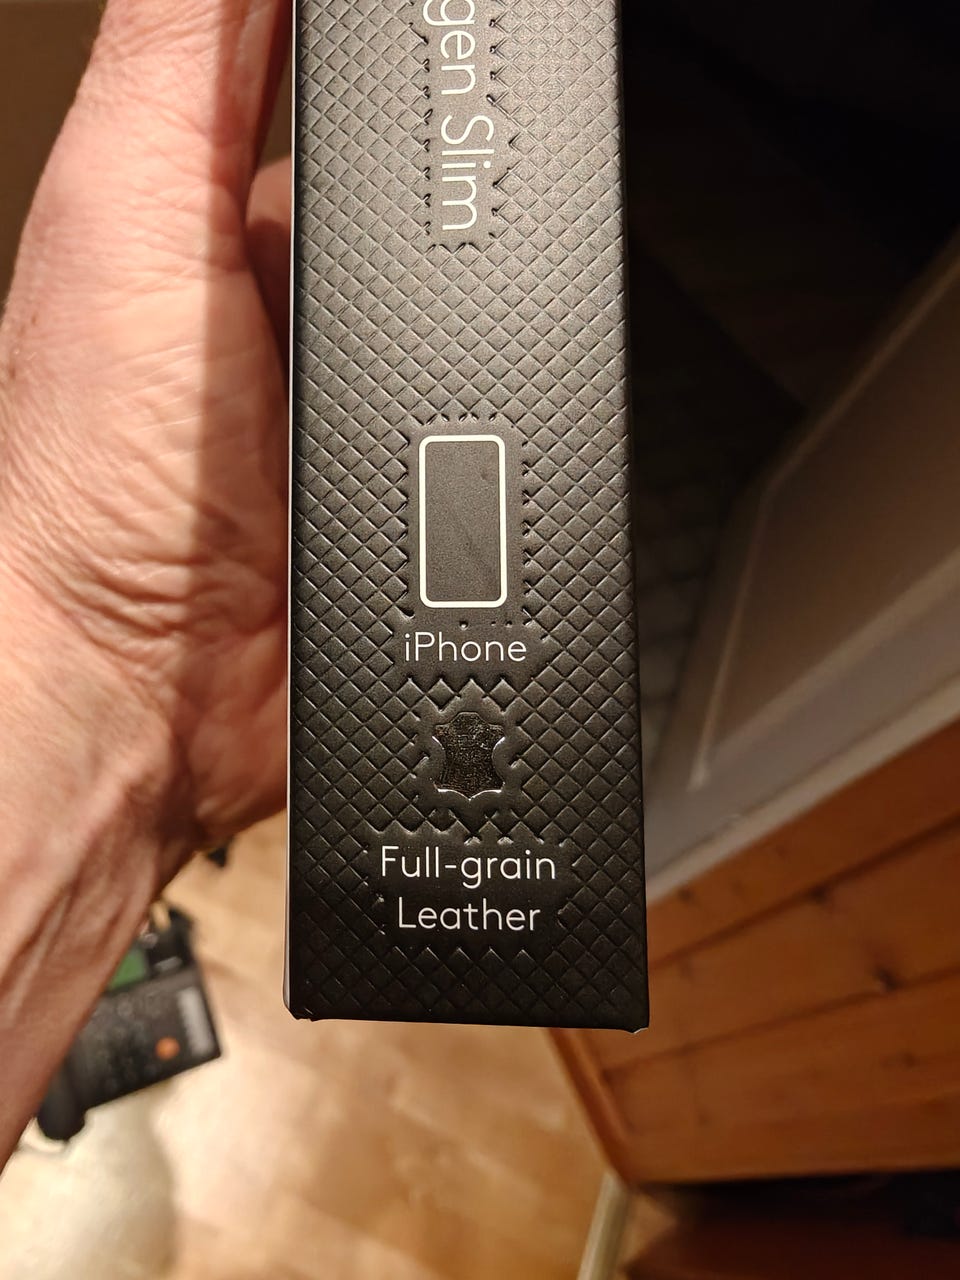 gen Slim
iPhone
Full-grain
Leather